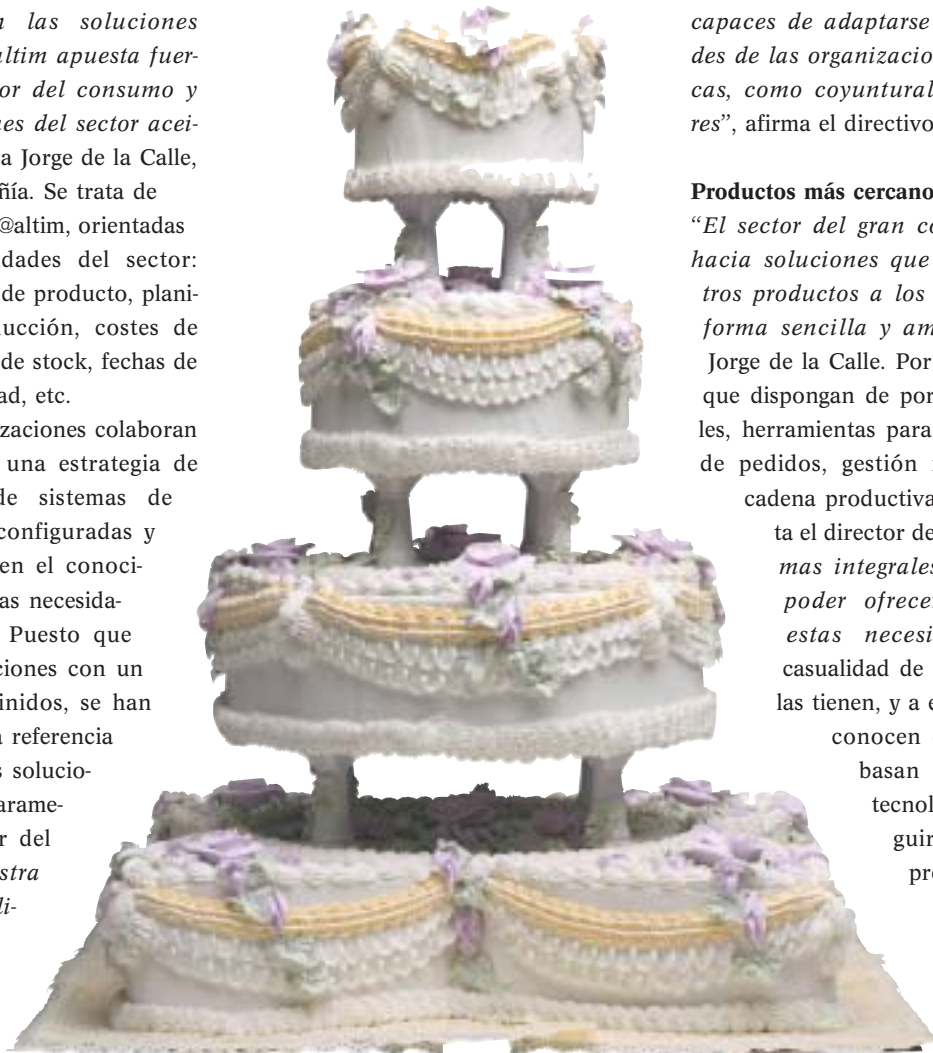 las soluciones
altim apuesta fuer-
or del consumo y
es del sector acei-
a Jorge de la Calle,
ñía. Se trata de
@altim, orientadas
dades del sector:
de producto, plani-
ucción, costes de
de stock, fechas de
ad, etc.
zaciones colaboran
una estrategia de
de sistemas de
configuradas y
en el conoci-
as necesida-
Puesto que
ciones con un
inidos, se han
a referencia
s solucio-
arame-
r del
stra
li-
capaces de adaptarse
des de las organizacio
cas, como coyuntural
res”, afirma el directivo
Productos más cercano
“El sector del gran co
hacia soluciones que
tros productos a los
forma sencilla y am
Jorge de la Calle. Por
que dispongan de por
les, herramientas para
de pedidos, gestión
cadena productiva
ta el director de
mas integrales
poder ofrecer
estas necesi
casualidad de
las tienen, y a e
conocen
basan
tecnol
guir
pro